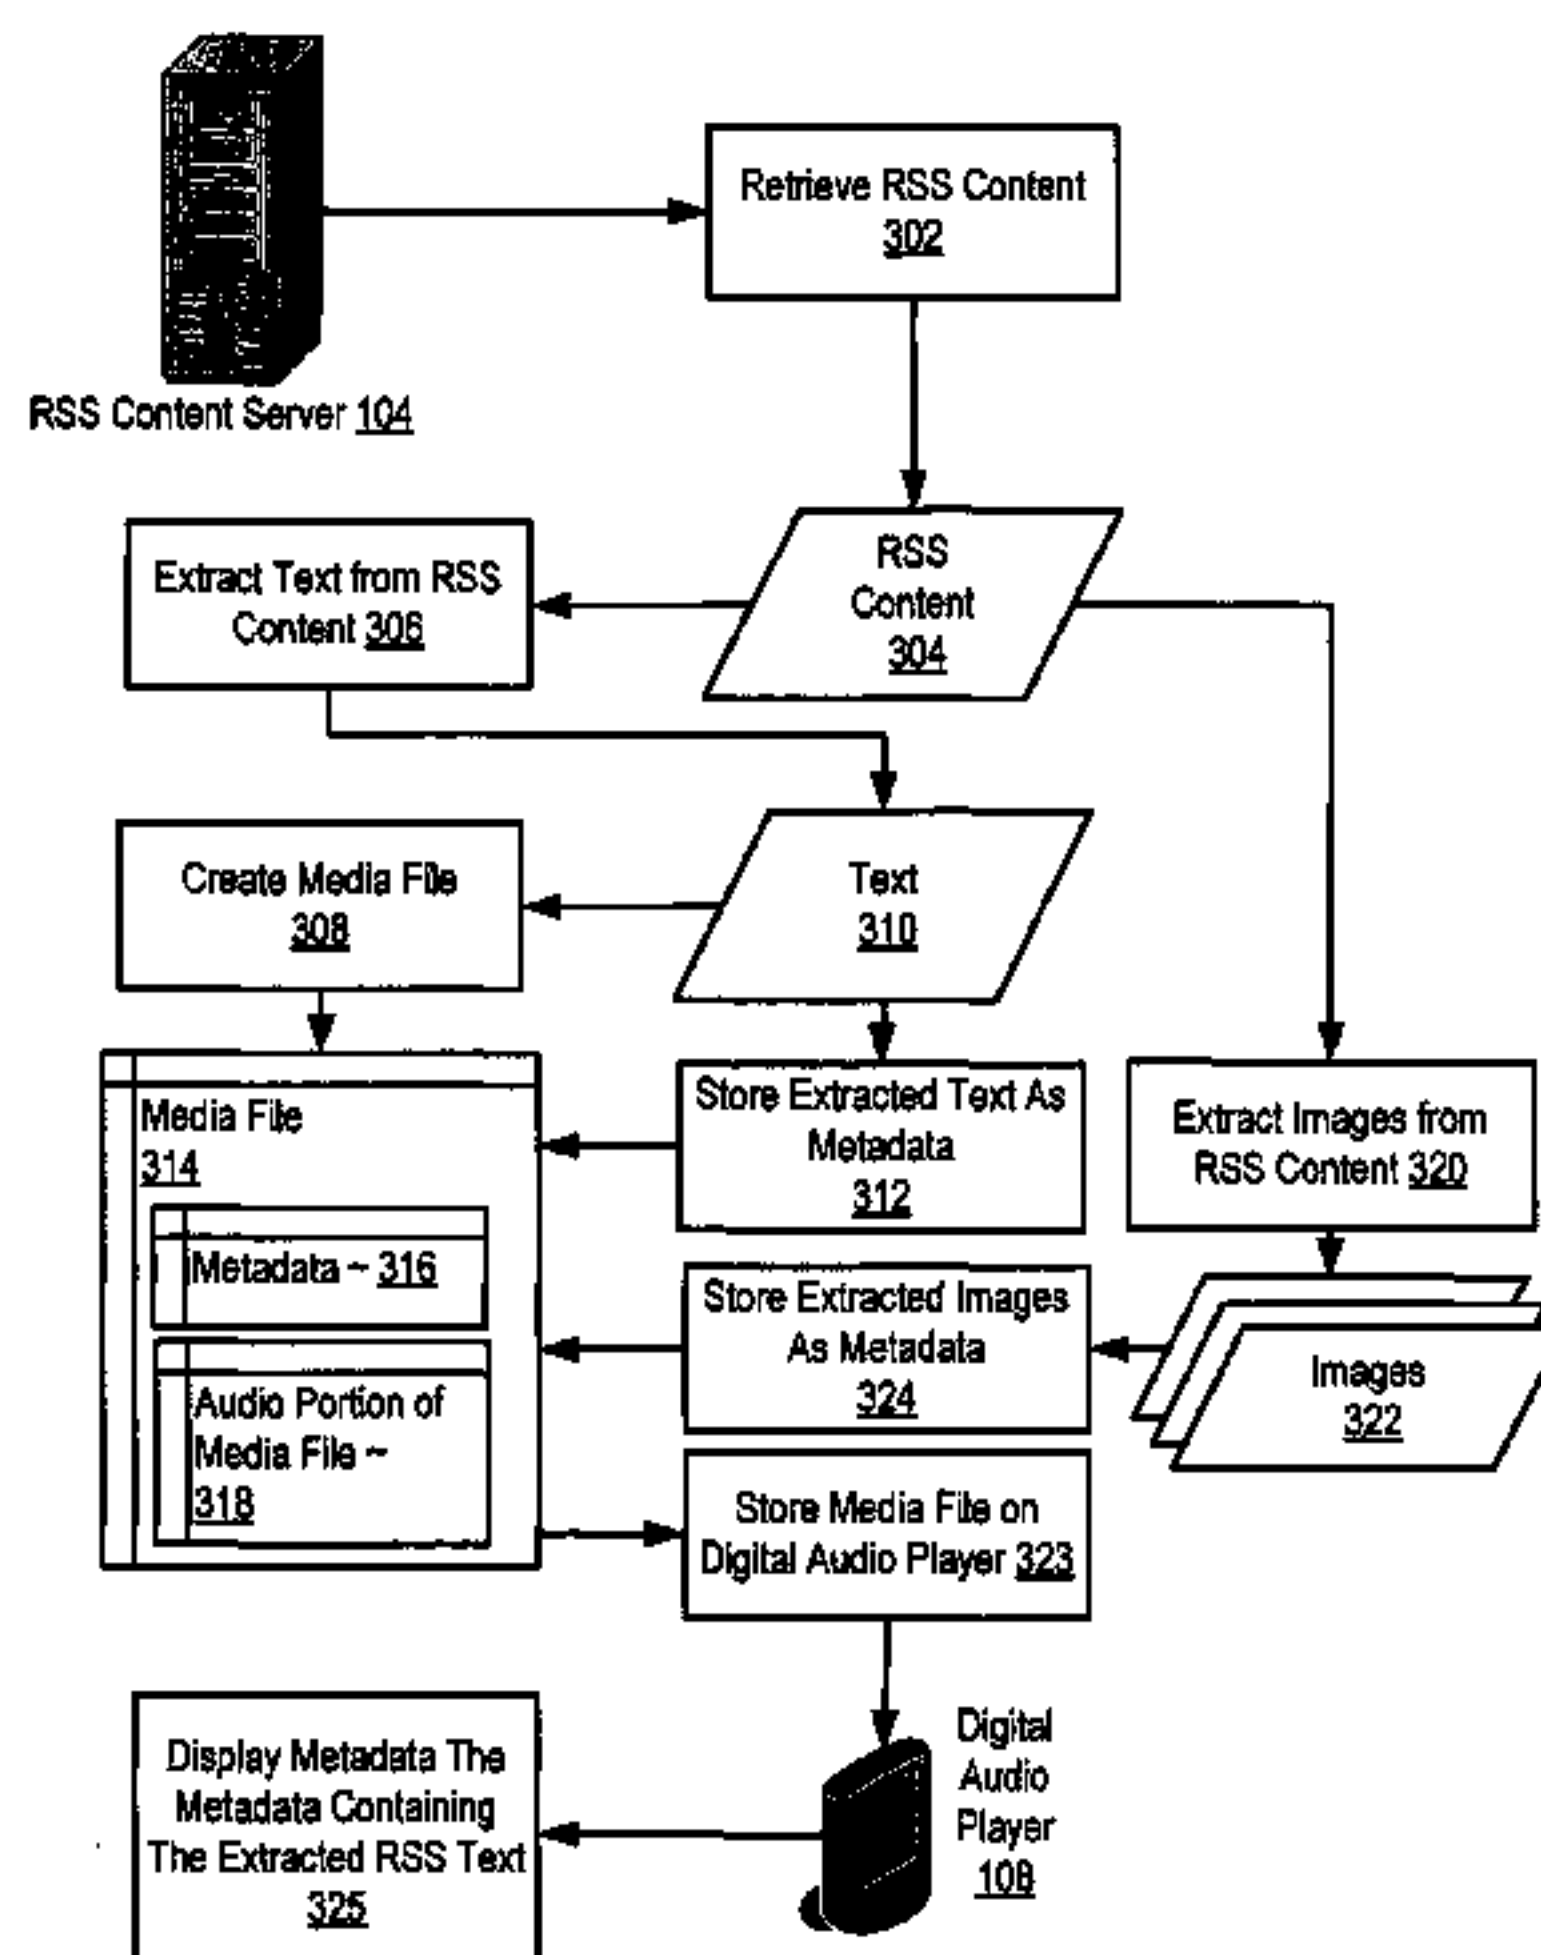 Retrieve RSS Content
302
RSS Content Server 104
RSS
Content
304
Extract Text from RSS
Content 306
Create Media File
308
Text
310
Media File
314
Store Extracted Text As
Metadata
312
Extract Images from
RSS Content 320
Metadata ~ 316
Store Extracted Images
As Metadata
324
Images
322
Audio Portion of
Media File ~
318
Store Media File on
Digital Audio Player 323
Digital
Audio
Player
108
Display Metadata The
Metadata Containing
The Extracted RSS Text
325